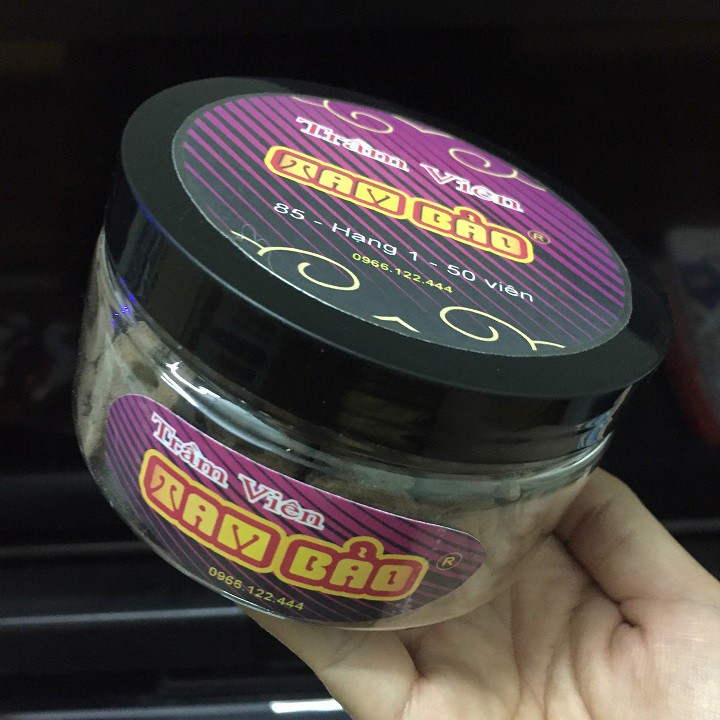 Trầm Viên
TAM BẢO ®
85 - Hạng 1 - 50 viên
0966.122.444
Trầm Viên
TAM BẢO ®
0966.122.444